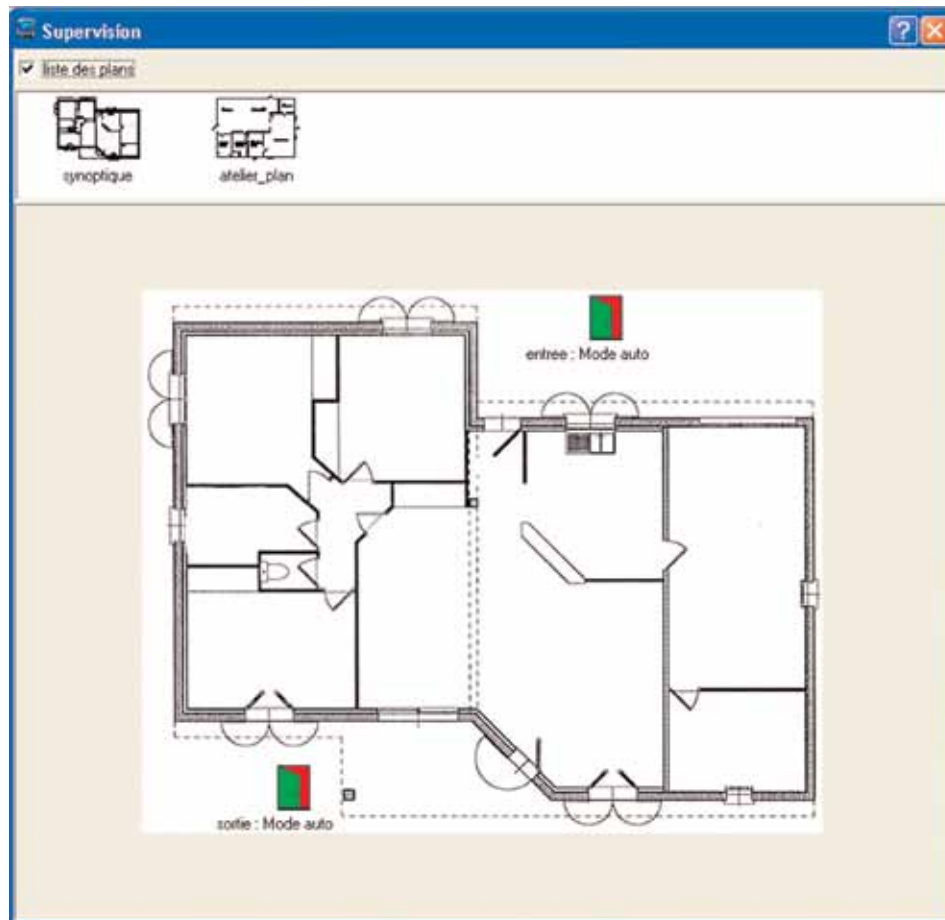 Supervision
liste des plans
synoptique
atelier_plan
entree : Mode auto
sortie : Mode auto